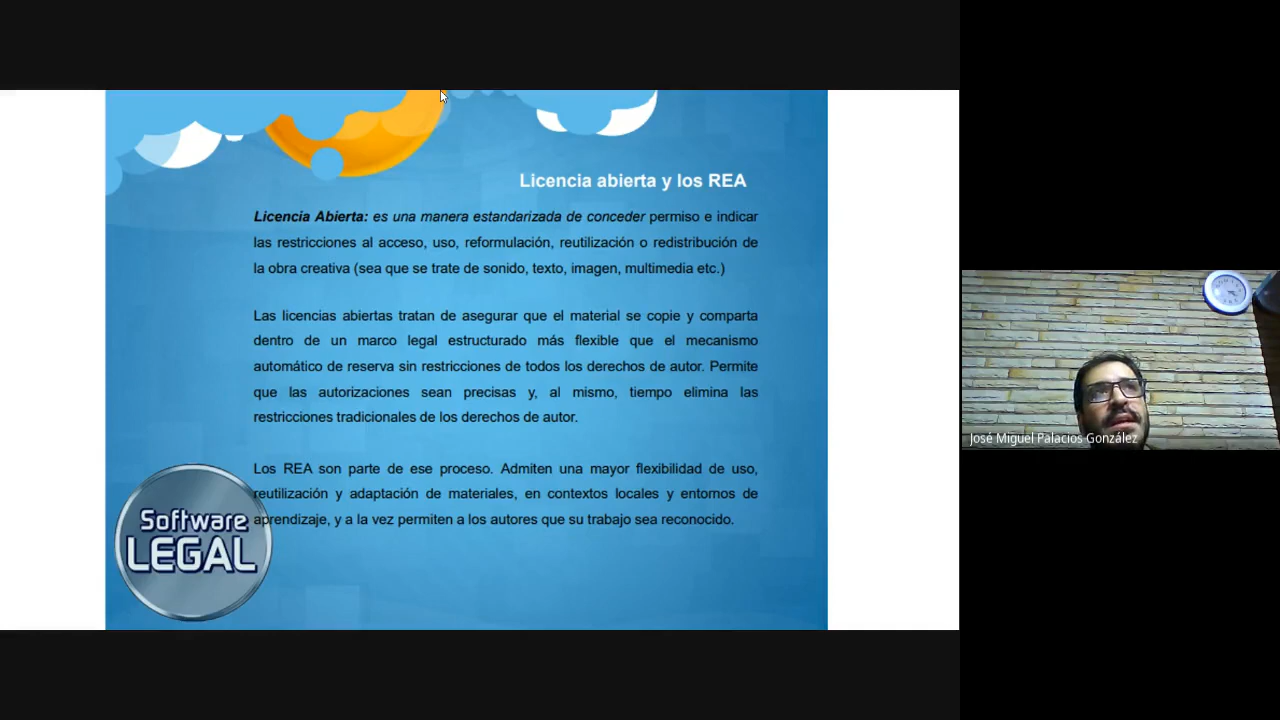 Licencia abierta y los REA
Licencia Abierta: es una manera estandarizada de conceder permiso e indicar
las restricciones al acceso, uso, reformulación, reutilización o redistribución de
la obra creativa (sea que se trate de sonido, texto, imagen, multimedia etc.)
Las licencias abiertas tratan de asegurar que el material se copie y comparta
dentro de un marco legal estructurado más flexible que el mecanismo
automático de reserva sin restricciones de todos los derechos de autor. Permite
que las autorizaciones sean precisas y, al mismo, tiempo elimina las
restricciones tradicionales de los derechos de autor.
Los REA son parte de ese proceso. Admiten una mayor flexibilidad de uso,
reutilización y adaptación de materiales, en contextos locales y entornos de
aprendizaje, y a la vez permiten a los autores que su trabajo sea reconocido.
Software
LEGAL
José Miguel Palacios González